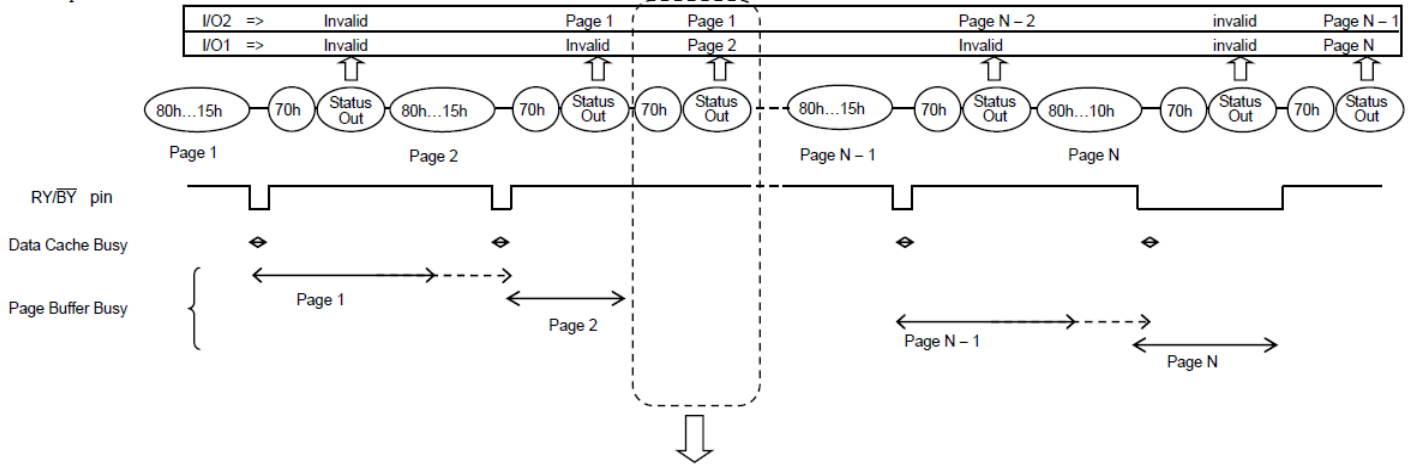 I/O2 => Invalid Page 1 Page 1 Page N – 2 invalid Page N – 1
I/O1 => Invalid Invalid Page 2 Invalid invalid Page N
80h...15h 70h Status Out 80h...15h 70h Status Out 70h Status Out 80h...15h 70h Status Out 80h...10h 70h Status Out 70h Status Out
Page 1 Page 2 Page N – 1 Page N
RY/BY pin
Data Cache Busy
Page Buffer Busy
Page 1
Page 2
Page N – 1
Page N